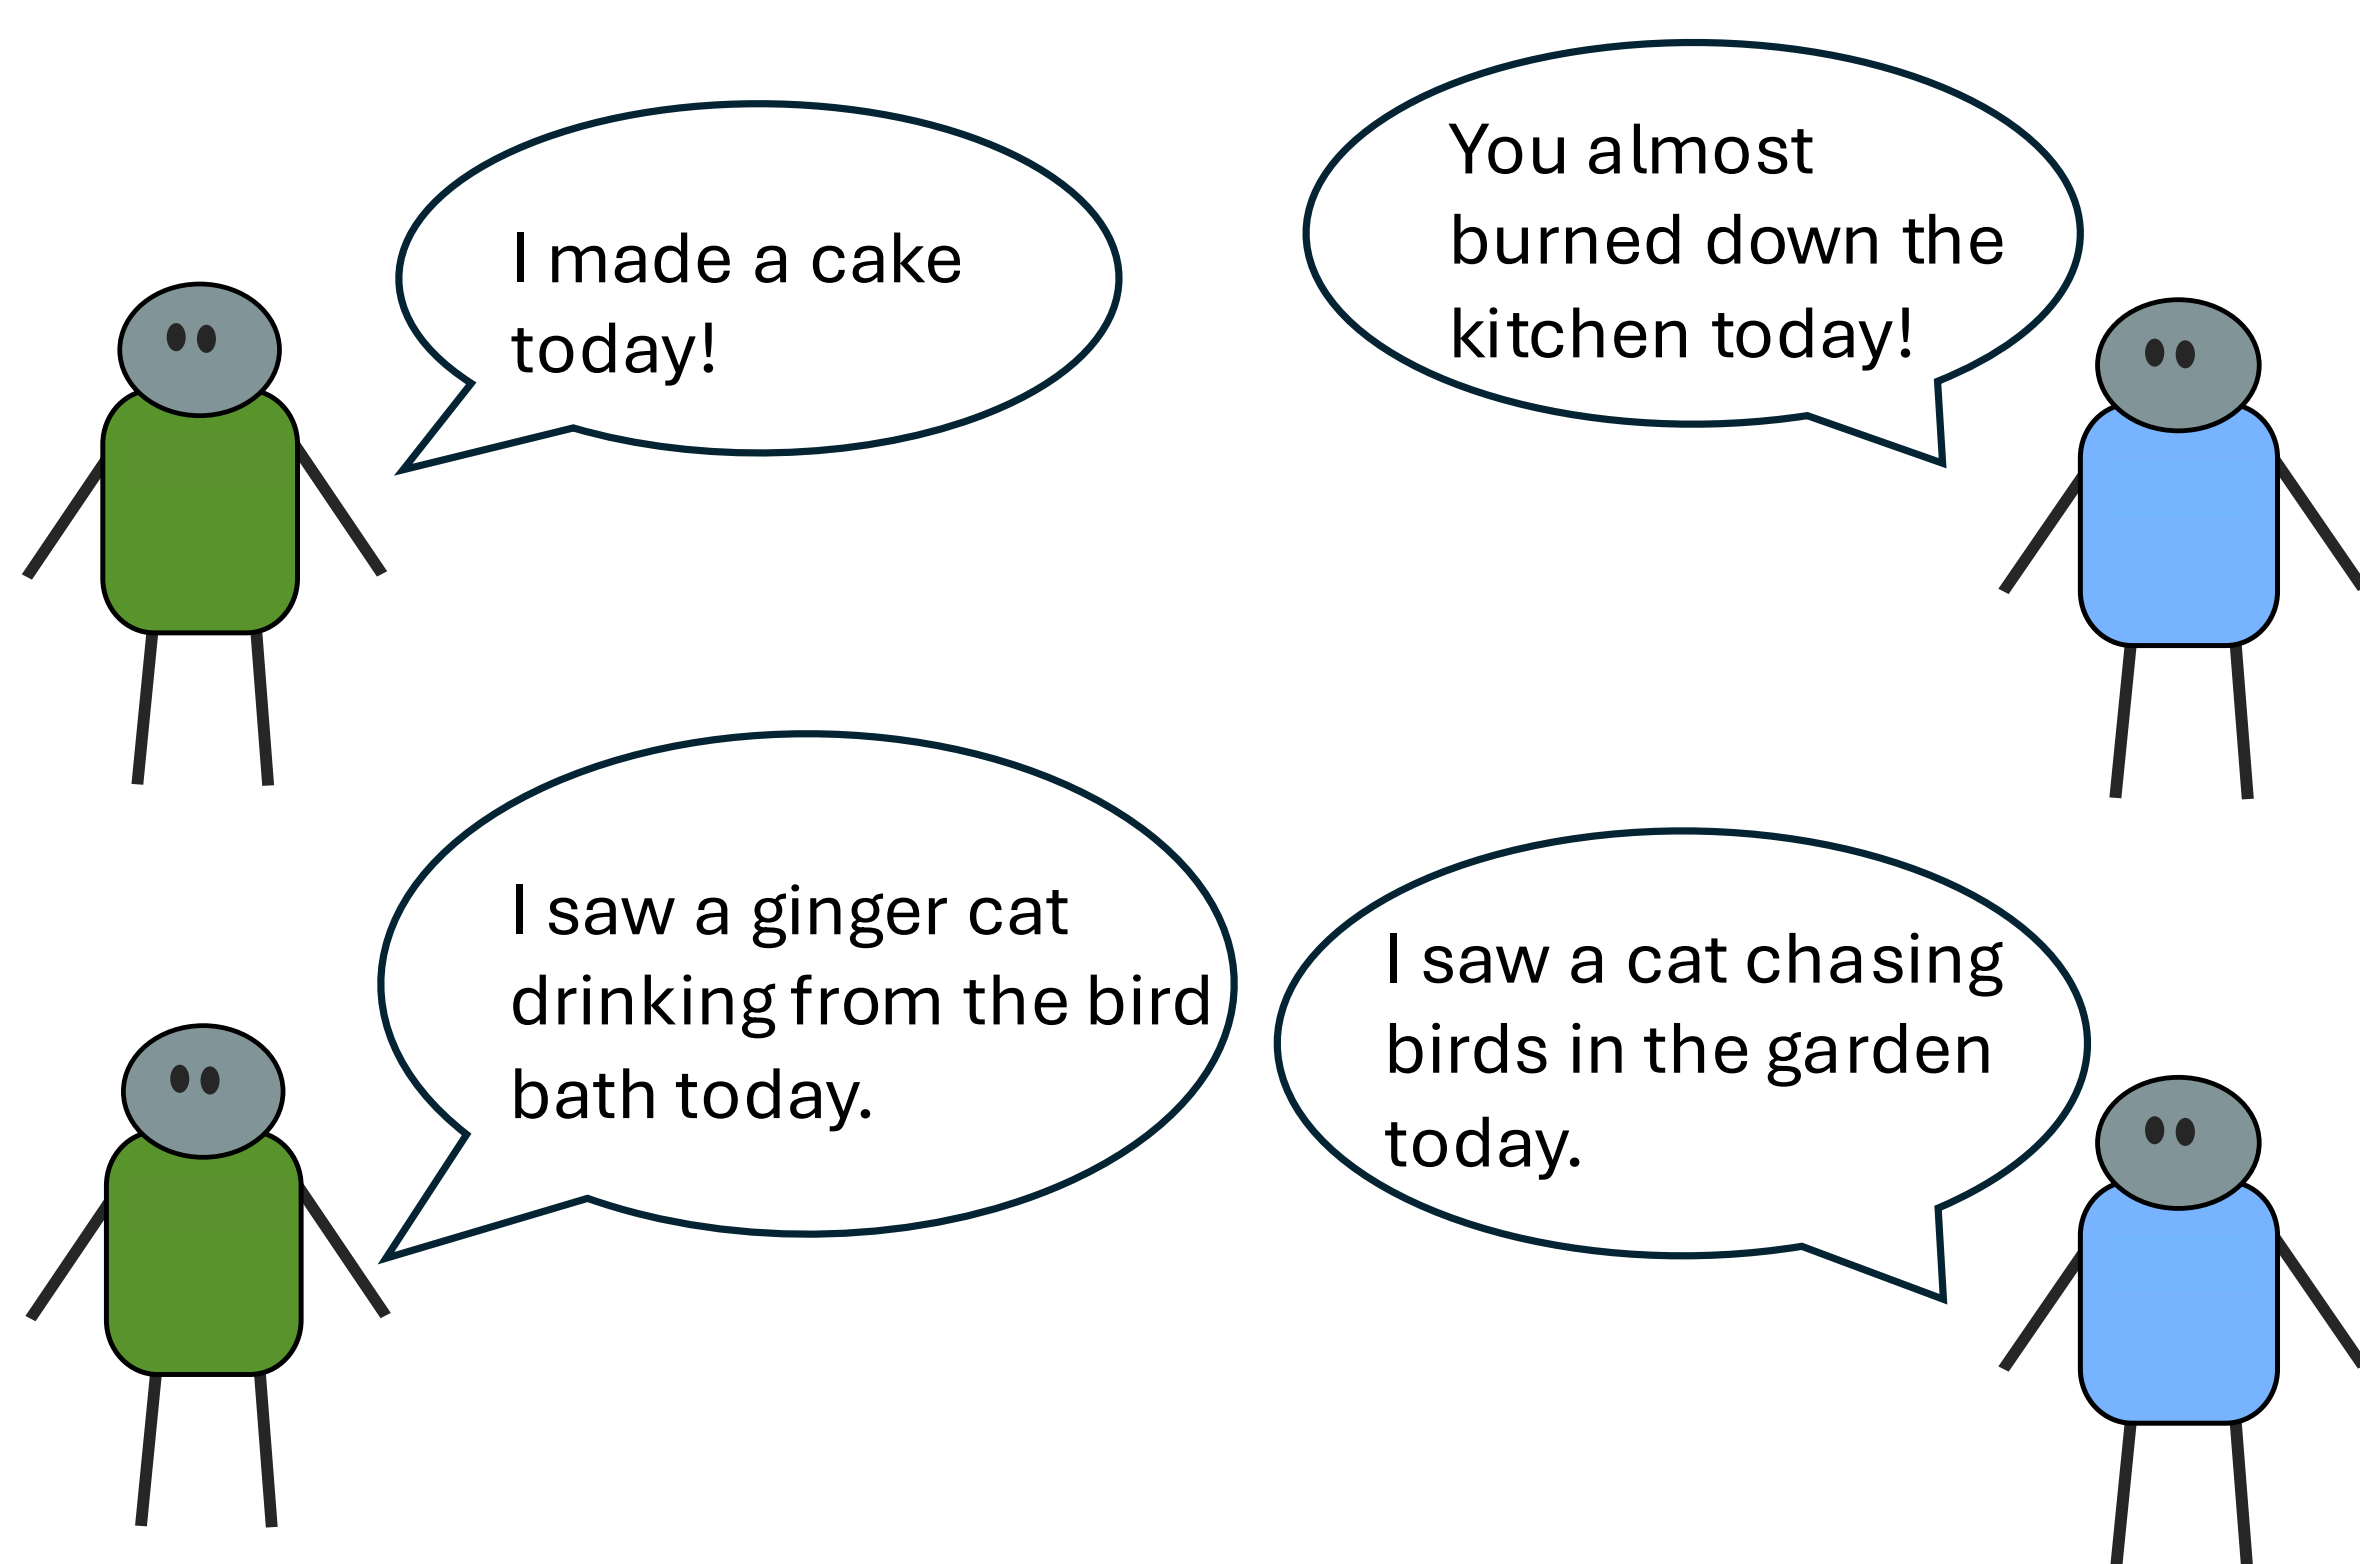 I made a cake
today!
You almost
burned down the
kitchen today!
I saw a ginger cat
drinking from the bird
bath today.
I saw a cat chasing
birds in the garden
today.